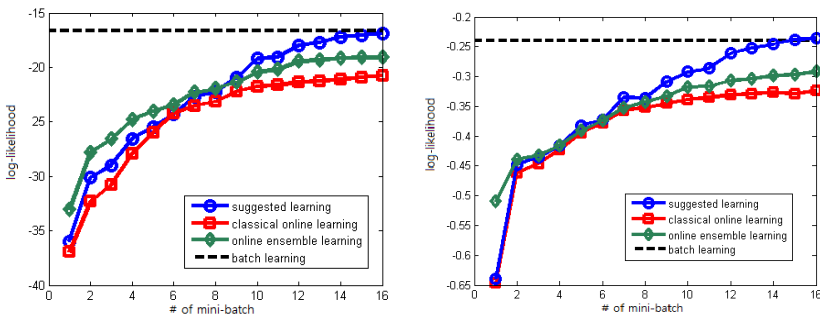 -20
-25
-30
-35
-40
0 2 4 6 8 10 12 14 16
log-likelihood
# of mini-batch
suggested learning
classical online learning
online ensemble learning
batch learning
-0.2
-0.25
-0.3
-0.35
-0.4
-0.45
-0.5
-0.55
-0.6
-0.65
0 2 4 6 8 10 12 14 16
log-likelihood
# of mini-batch
suggested learning
classical online learning
online ensemble learning
batch learning